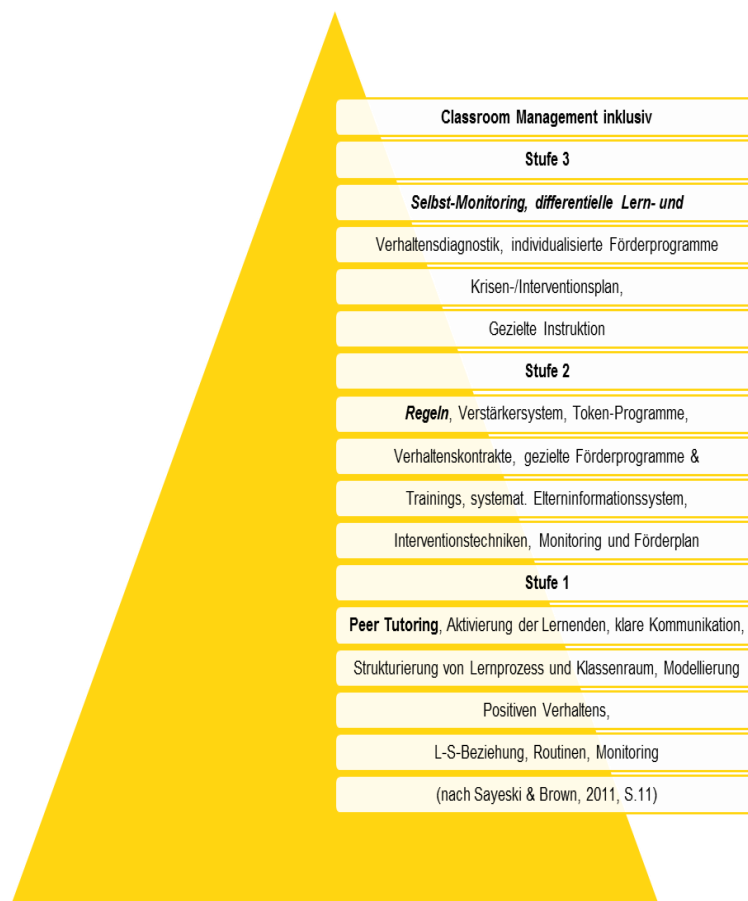 Classroom Management inklusiv
Stufe 3
Selbst-Monitoring, differentielle Lern- und
Verhaltensdiagnostik, individualisierte Förderprogramme
Krisen-/Interventionsplan,
Gezielte Instruktion
Stufe 2
Regeln, Verstärkersystem, Token-Programme,
Verhaltenskontrakte, gezielte Förderprogramme &
Trainings, systemat. Elterninformationssystem,
Interventionstechniken, Monitoring und Förderplan
Stufe 1
Peer Tutoring, Aktivierung der Lernenden, klare Kommunikation,
Strukturierung von Lernprozess und Klassenraum, Modellierung
Positiven Verhaltens,
L-S-Beziehung, Routinen, Monitoring
(nach Sayeski & Brown, 2011, S.11)